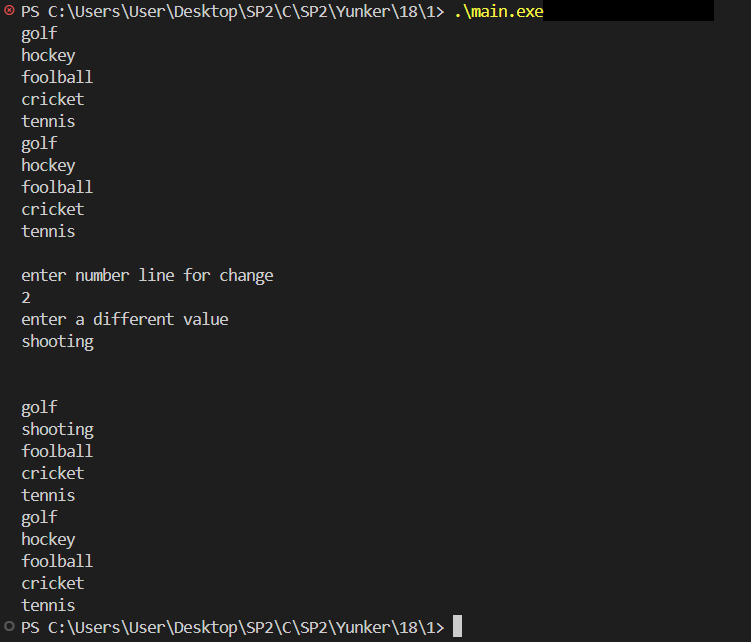 PS C:\Users\User\Desktop\SP2\C\SP2\Yunker\18\1> .\main.exe
golf
hockey
foolball
cricket
tennis
golf
hockey
foolball
cricket
tennis
enter number line for change
2
enter a different value
shooting
golf
shooting
foolball
cricket
tennis
golf
hockey
foolball
cricket
tennis
PS C:\Users\User\Desktop\SP2\C\SP2\Yunker\18\1>